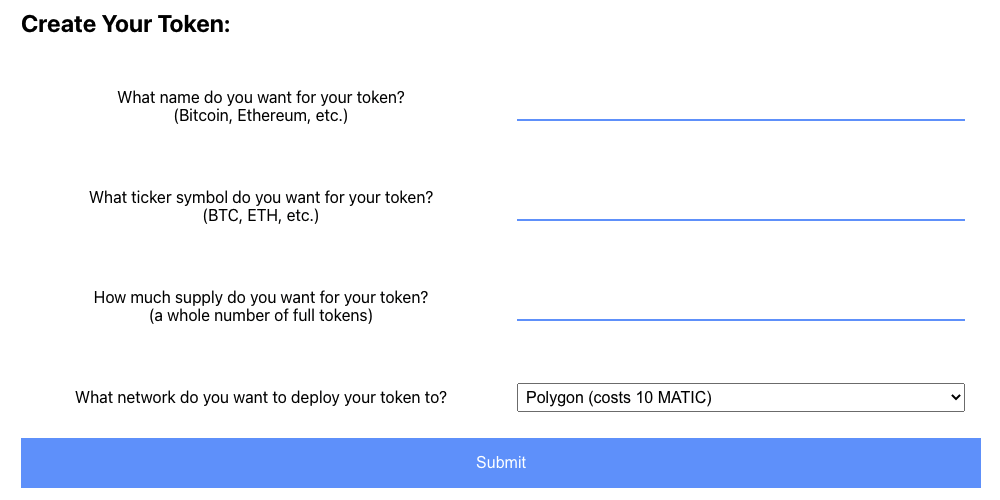 Create Your Token:
What name do you want for your token?
(Bitcoin, Ethereum, etc.)
What ticker symbol do you want for your token?
(BTC, ETH, etc.)
How much supply do you want for your token?
(a whole number of full tokens)
What network do you want to deploy your token to?
Polygon (costs 10 MATIC)
Submit